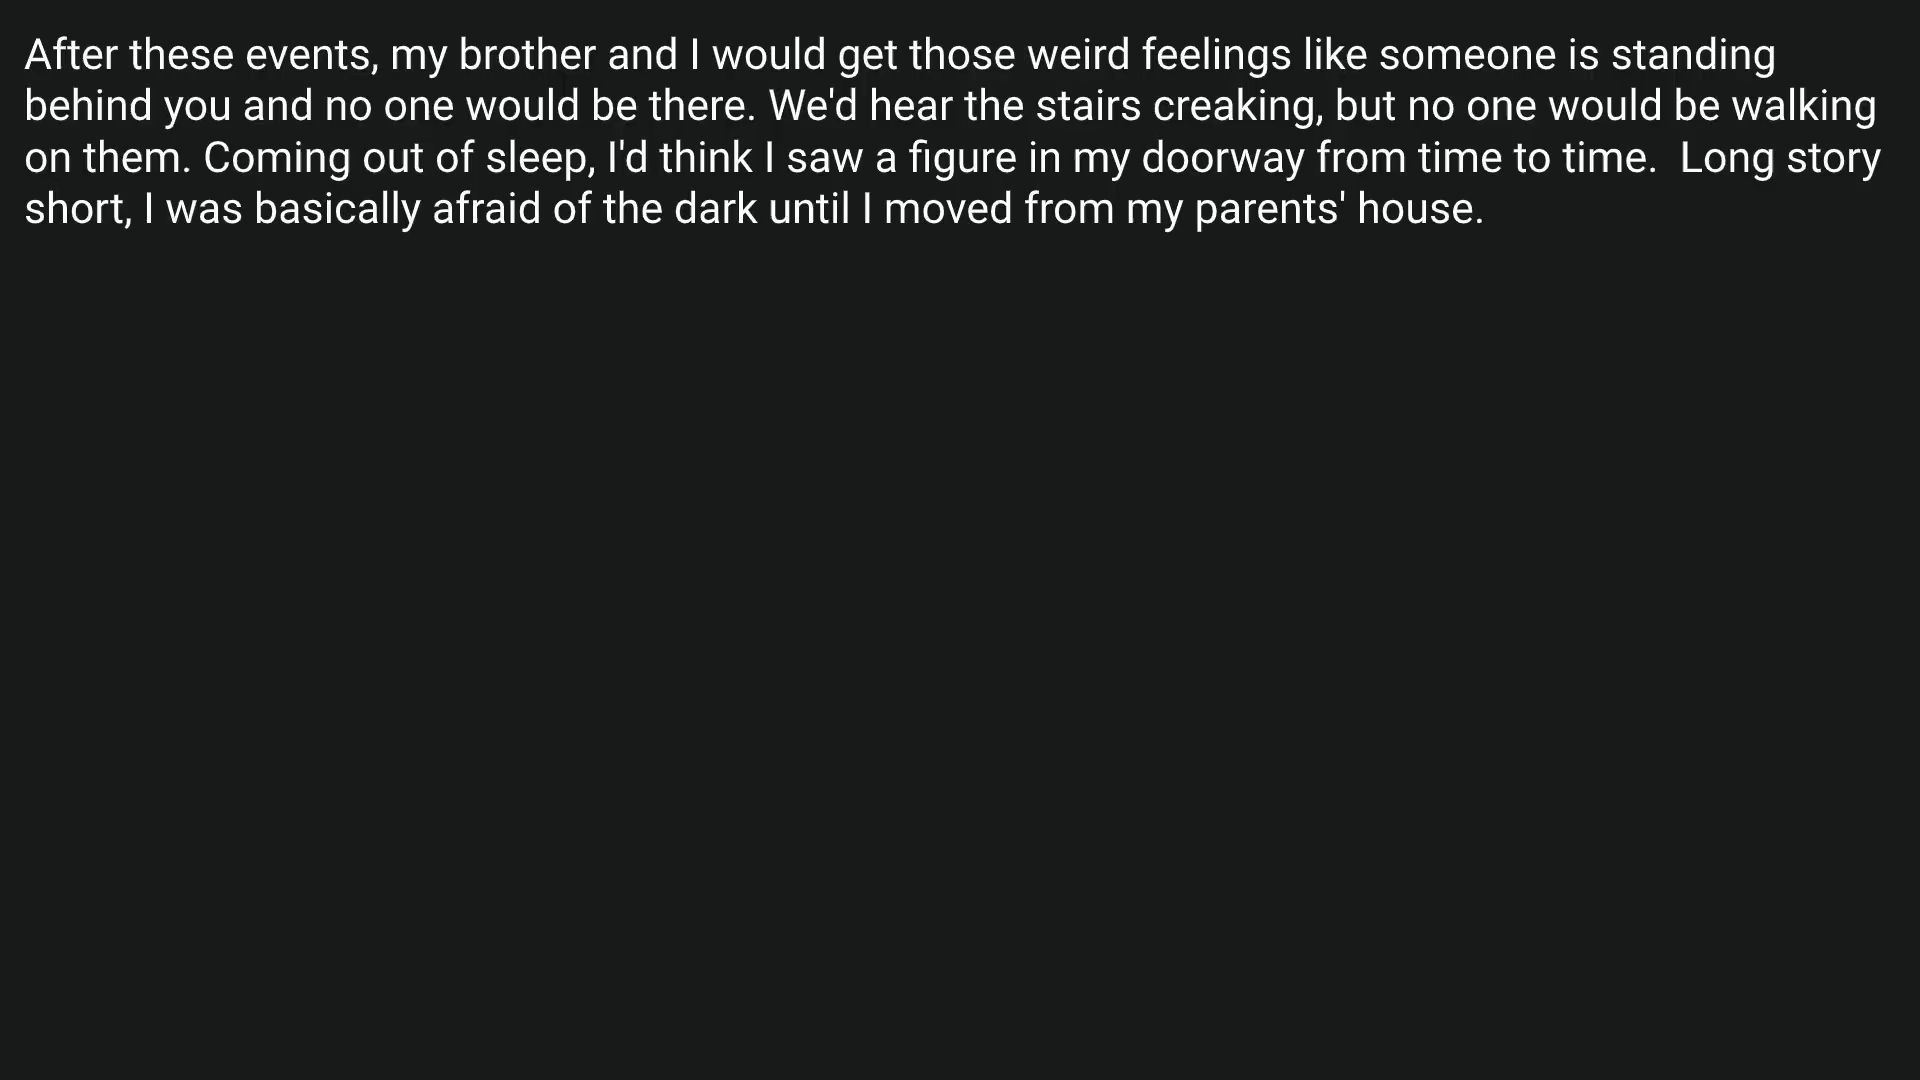 After these events, my brother and I would get those weird feelings like someone is standing
behind you and no one would be there. We'd hear the stairs creaking, but no one would be walking
on them. Coming out of sleep, I'd think I saw a figure in my doorway from time to time.  Long story
short, I was basically afraid of the dark until I moved from my parents' house.